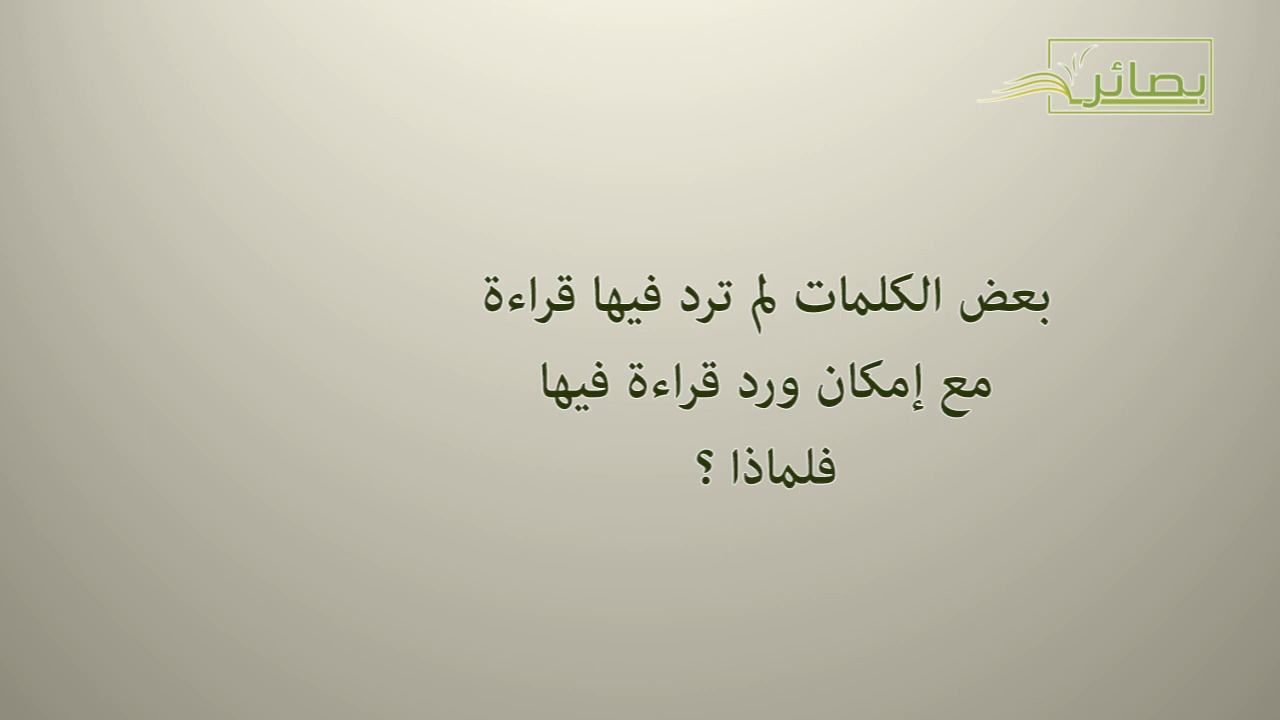 بصائر
بعض الكلمات لم ترد فيها قراءة
مع إمكان ورد قراءة فيها
فلماذا ؟